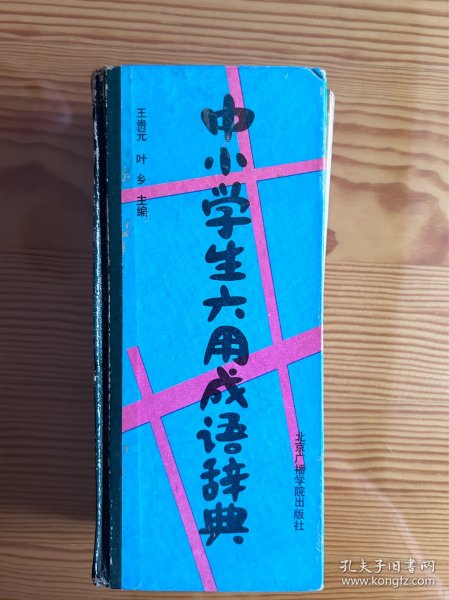 中小学生六用成语辞典
王贵元 叶乡 主编
北京广播学院出版社
孔夫子旧书网
www.kongfz.com